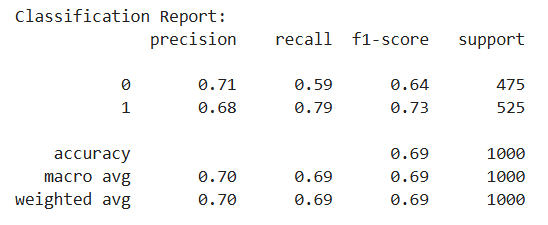 Classification Report:
precision recall f1-score support
0 0.71 0.59 0.64 475
1 0.68 0.79 0.73 525
accuracy 0.69 1000
macro avg 0.70 0.69 0.69 1000
weighted avg 0.70 0.69 0.69 1000